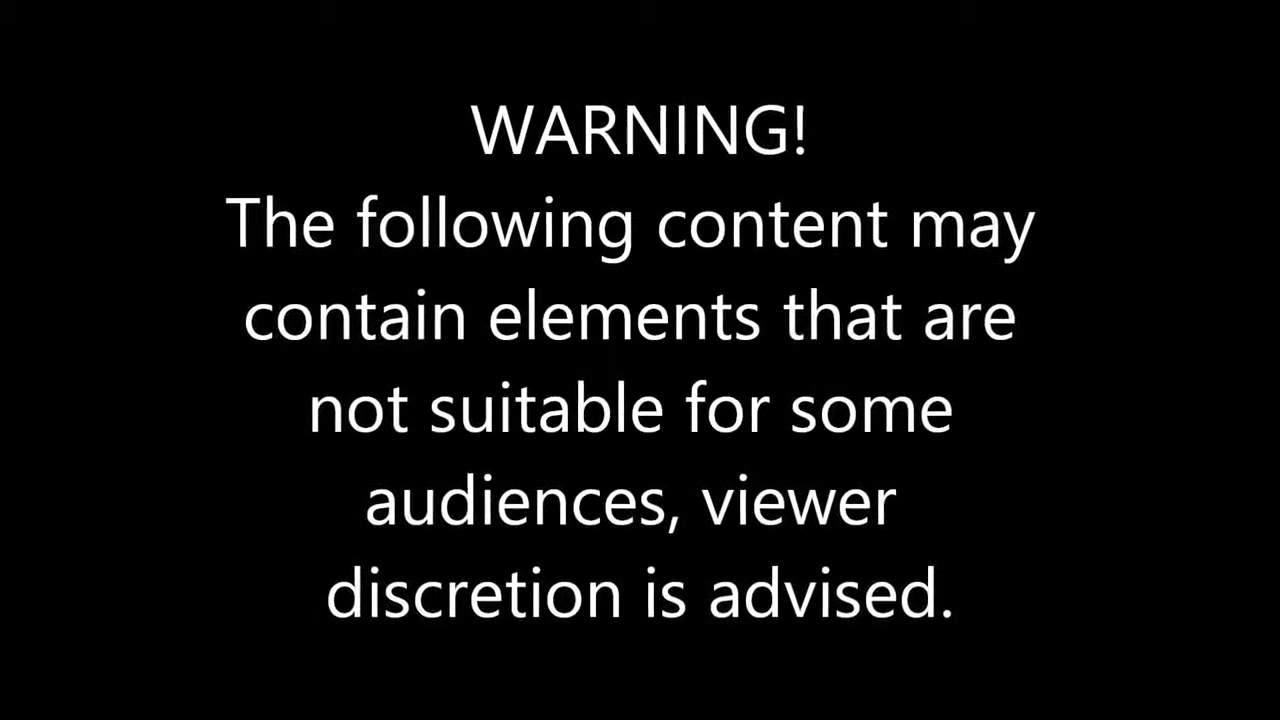 WARNING!
The following content may
contain elements that are
not suitable for some
audiences, viewer
discretion is advised.